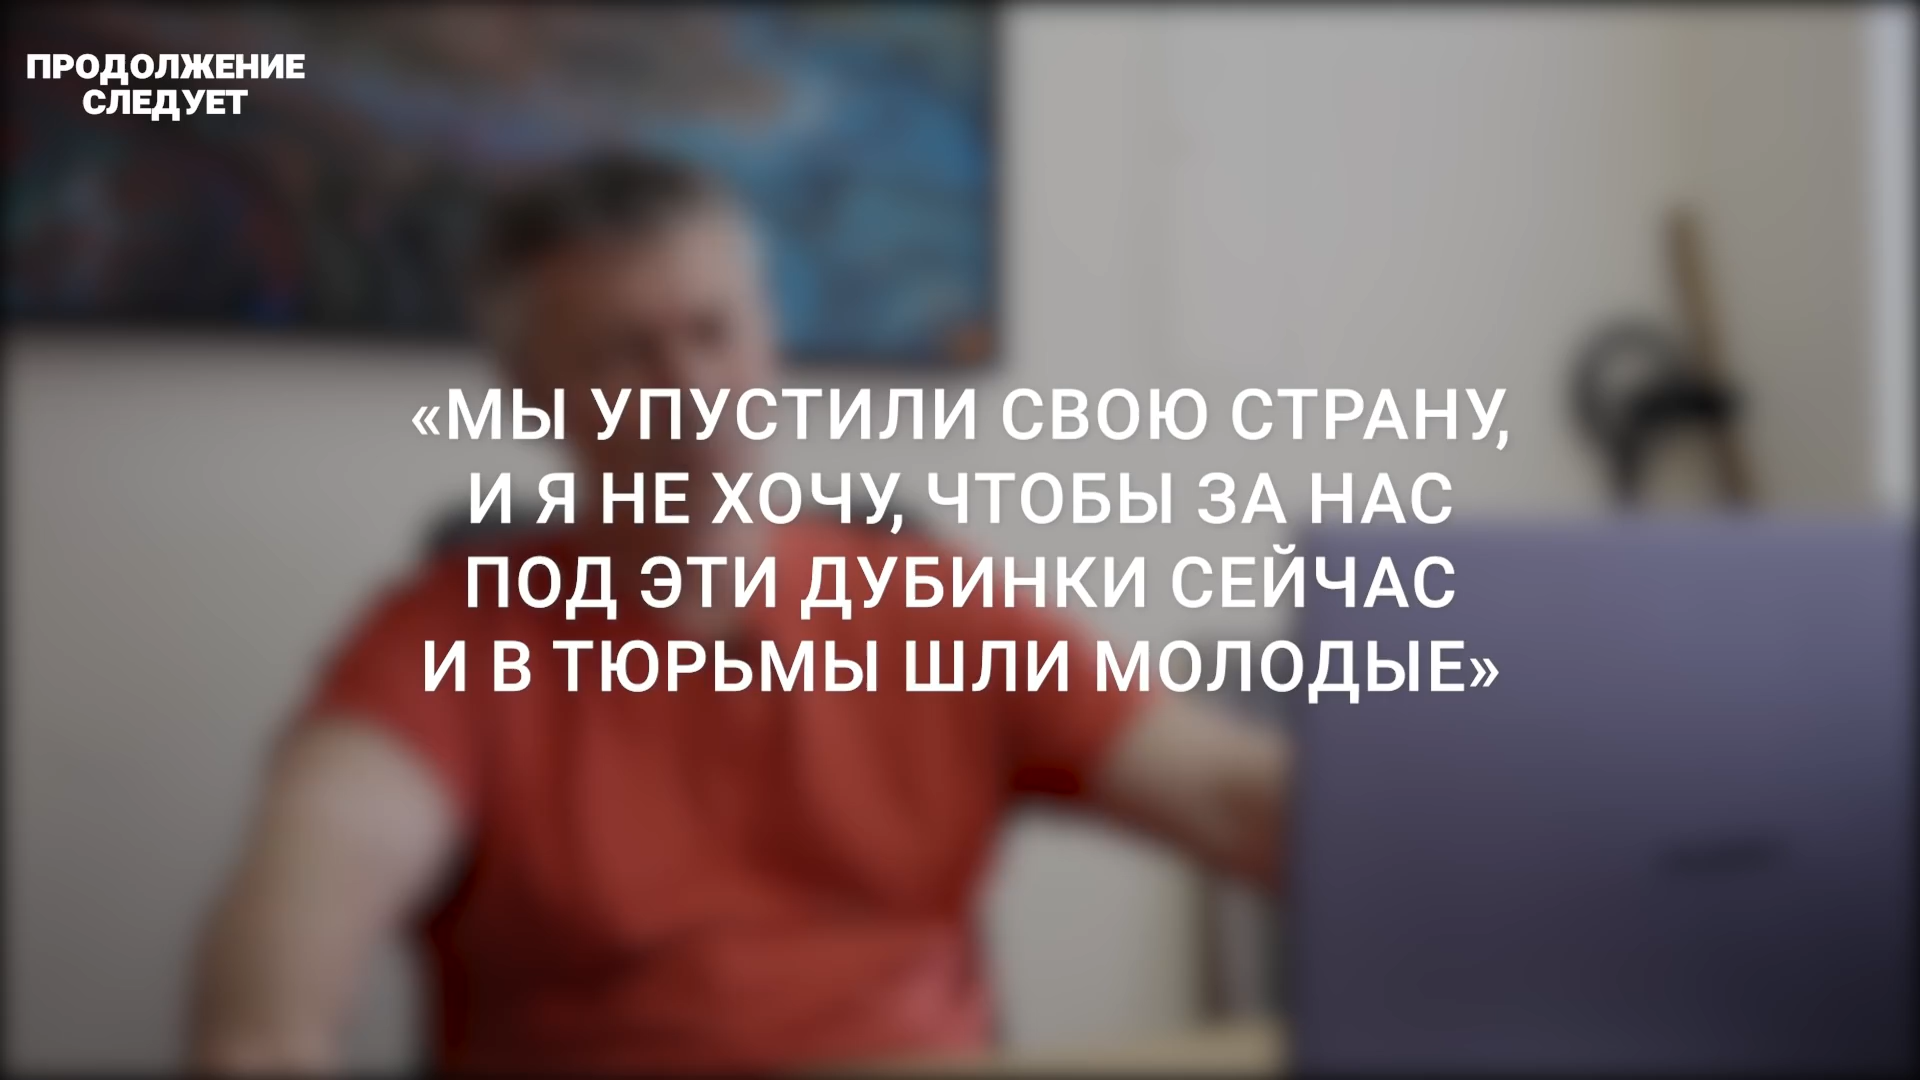 ПРОДОЛЖЕНИЕ
СЛЕДУЕТ
«МЫ УПУСТИЛИ СВОЮ СТРАНУ,
И Я НЕ ХОЧУ, ЧТОБЫ ЗА НАС
ПОД ЭТИ ДУБИНКИ СЕЙЧАС
И В ТЮРЬМЫ ШЛИ МОЛОДЫЕ»